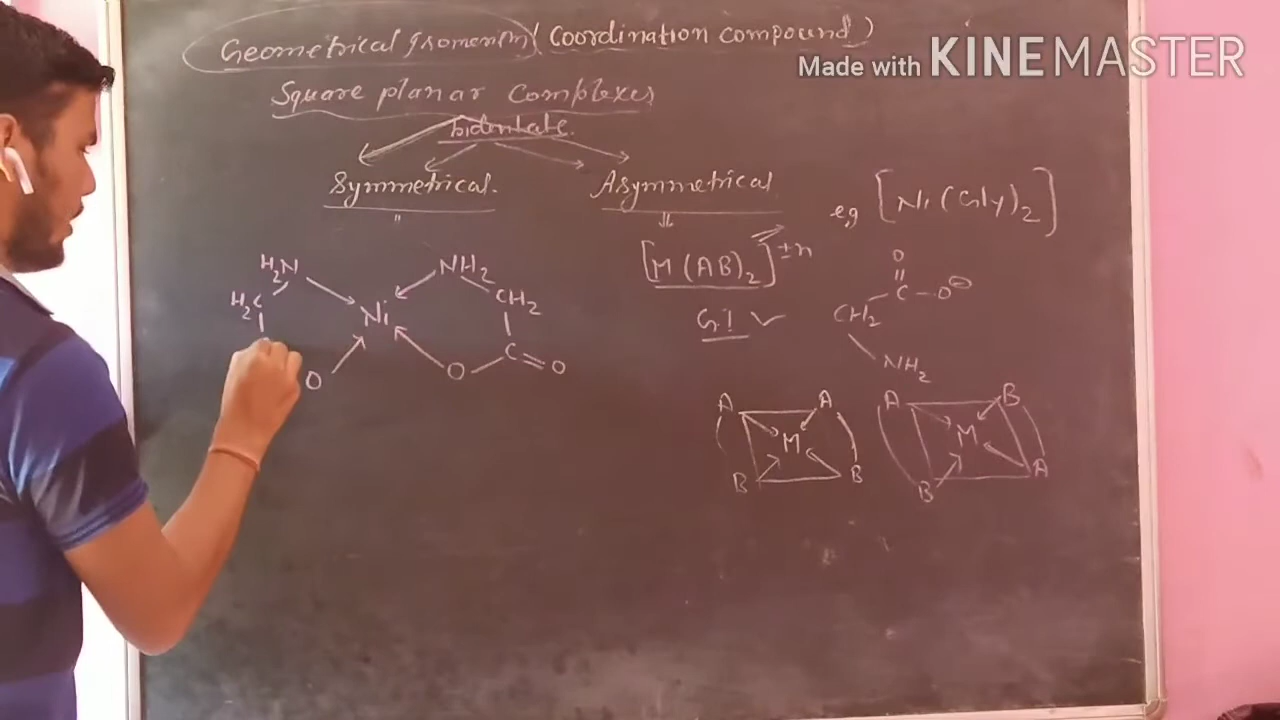 Geometrical Isomerism (Coordination compound)
Made with KINEMASTER
Square planar Complexes
bidentate.
Symmetrical.
Asymmetrical
eg [Ni(Gly)2]
[M(AB)2]±n
G.I ✓
H2N
H2C
O
Ni
NH2
CH2
C=O
O
O
C-O⊖
CH2
NH2
A A
M
B B
A B
M
B A